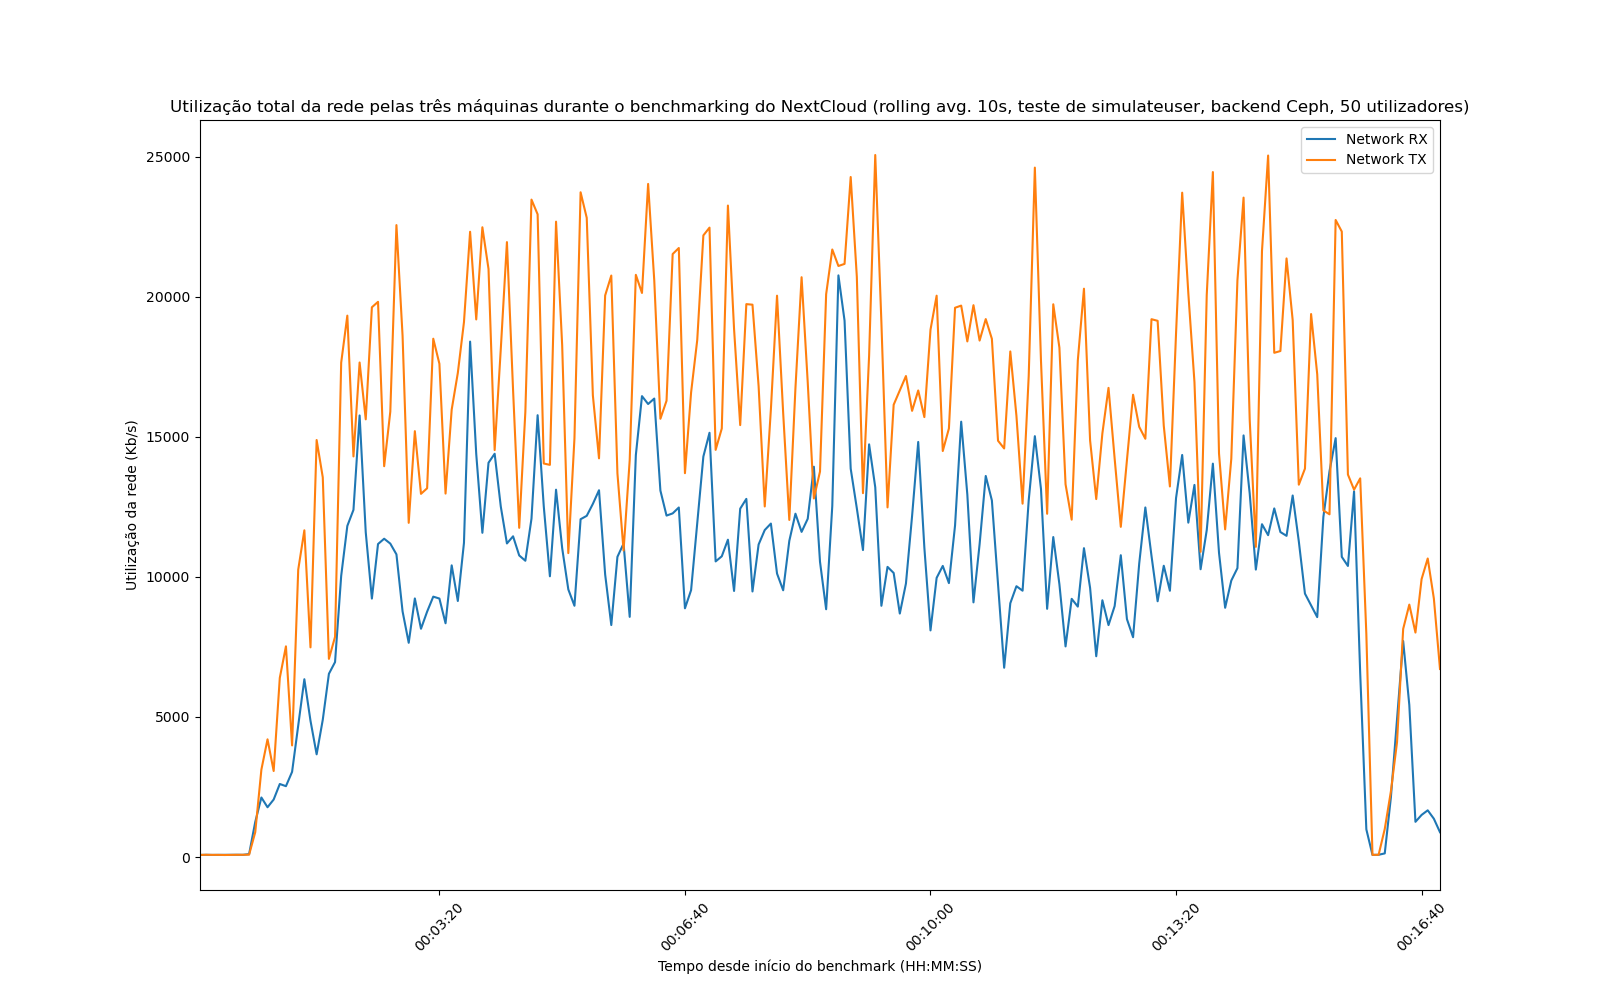 Utilização total da rede pelas três máquinas durante o benchmarking do NextCloud (rolling avg. 10s, teste de simulateuser, backend Ceph, 50 utilizadores)
Network RX
Network TX
Utilização da rede (Kb/s)
25000
20000
15000
10000
5000
0
00:03:20
00:06:40
00:10:00
00:13:20
00:16:40
Tempo desde início do benchmark (HH:MM:SS)